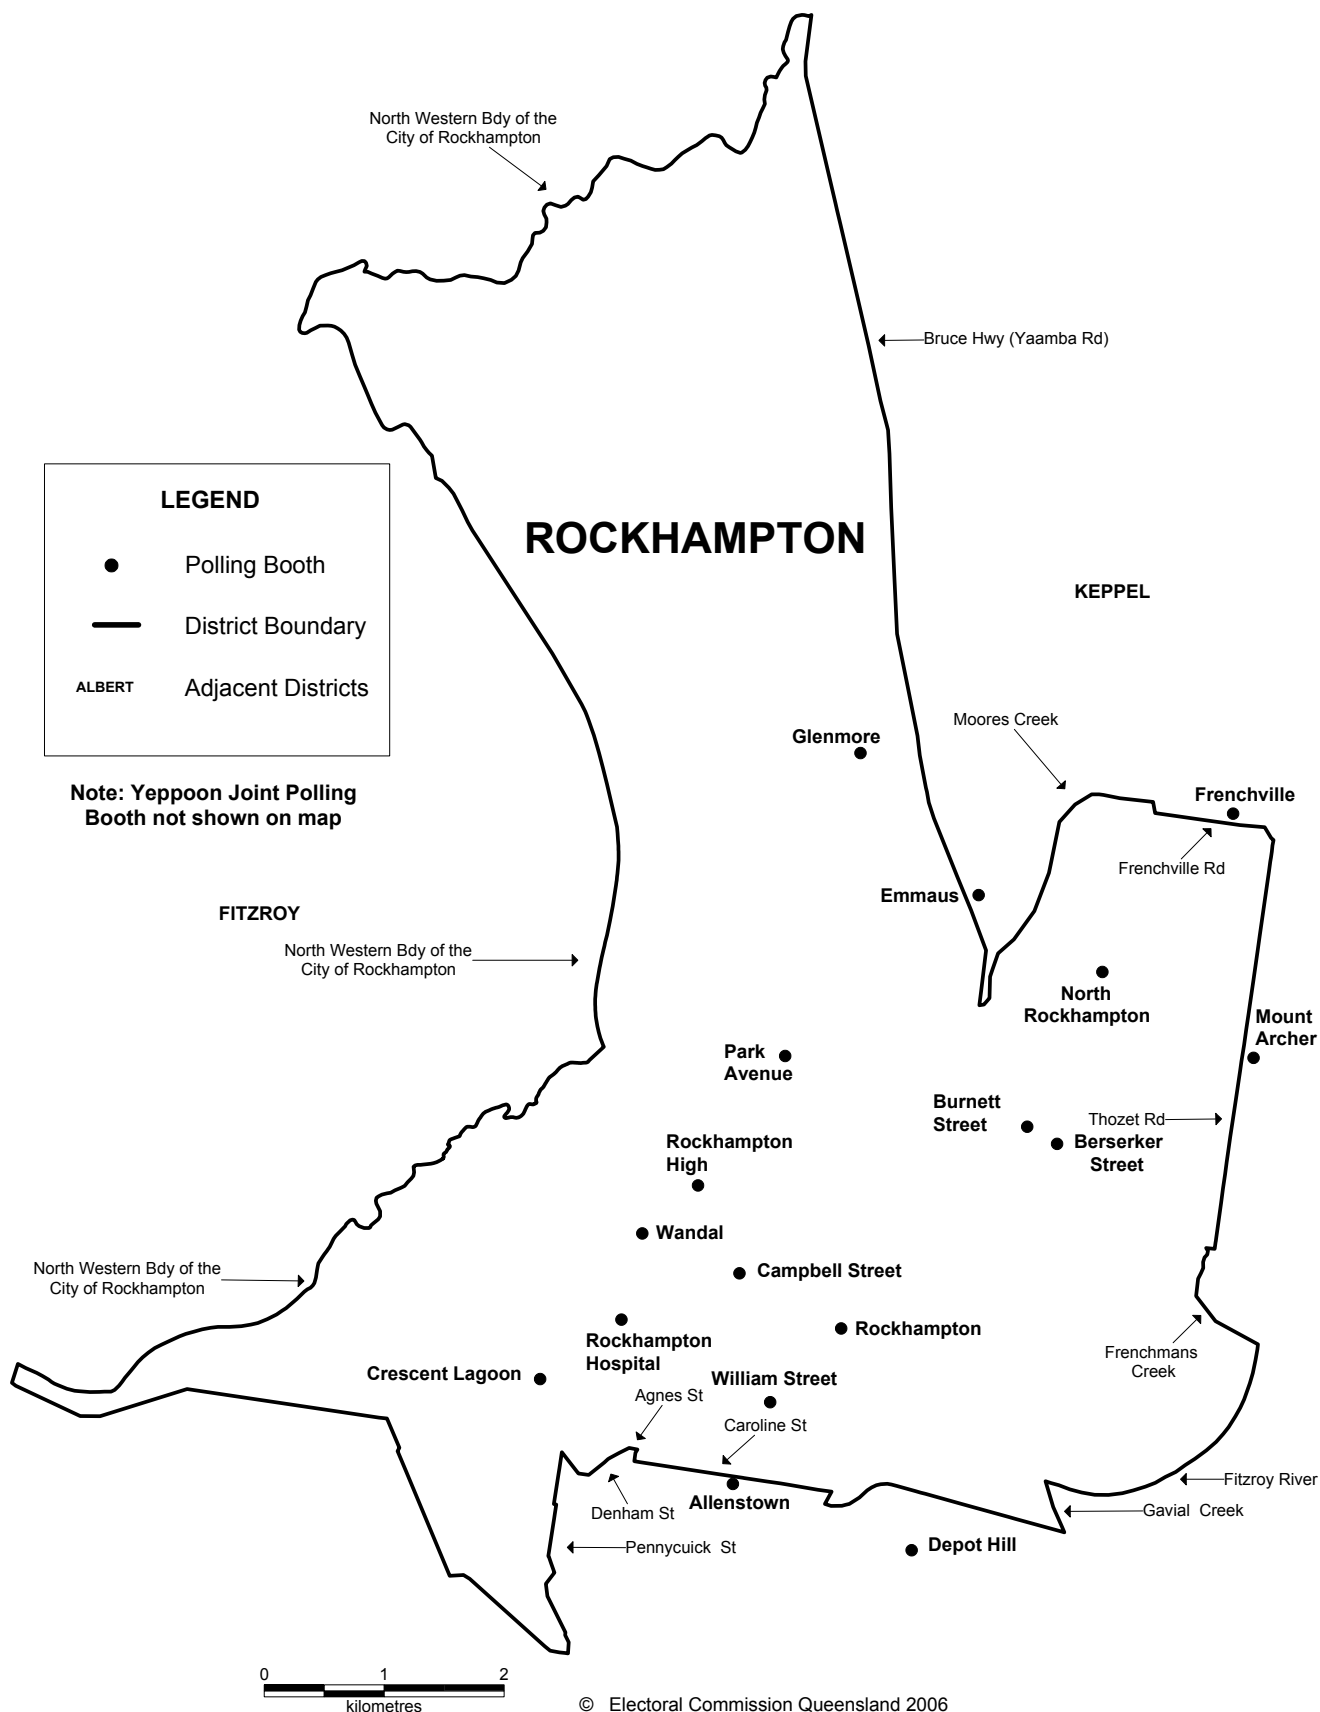 North Western Bdy of the
City of Rockhampton
Bruce Hwy (Yaamba Rd)
LEGEND
Polling Booth
District Boundary
ALBERT Adjacent Districts
ROCKHAMPTON
KEPPEL
Moores Creek
Glenmore
Note: Yeppoon Joint Polling
Booth not shown on map
Frenchville
Frenchville Rd
Emmaus
FITZROY
North Western Bdy of the
City of Rockhampton
North
Rockhampton
Mount
Archer
Park
Avenue
Burnett
Street
Thozet Rd
Berserker
Street
Rockhampton
High
Wandal
North Western Bdy of the
City of Rockhampton
Campbell Street
Rockhampton
Rockhampton
Hospital
Frenchmans
Creek
Crescent Lagoon
William Street
Agnes St
Caroline St
Fitzroy River
Allenstown
Denham St
Gavial Creek
Pennycuick St
Depot Hill
0 1 2
kilometres
© Electoral Commission Queensland 2006